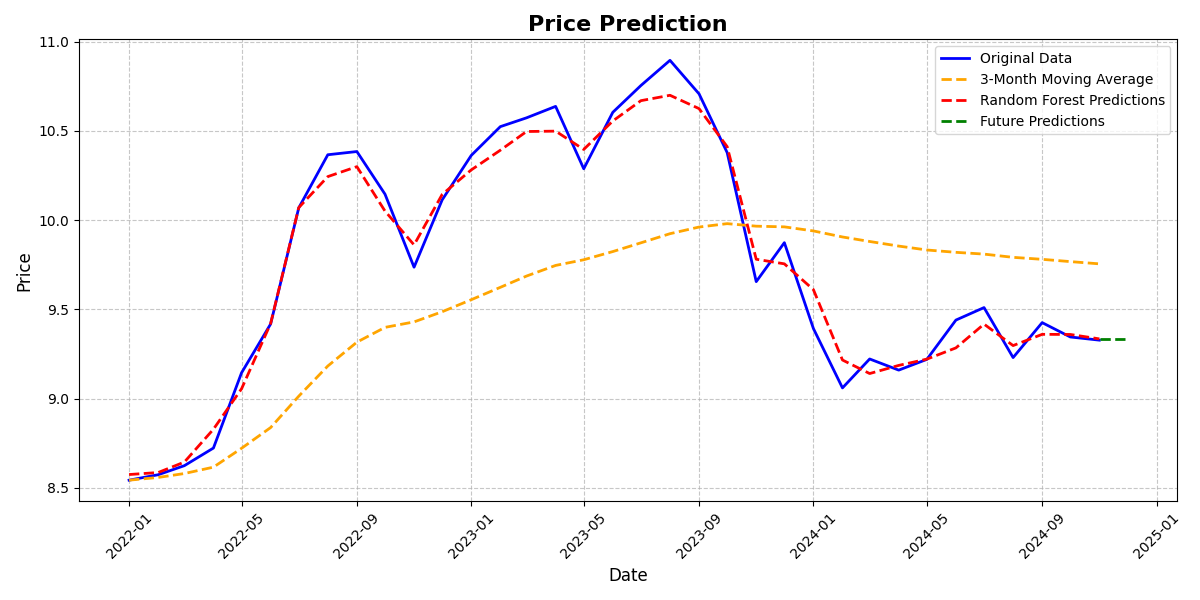 Price Prediction
Original Data
3-Month Moving Average
Random Forest Predictions
Future Predictions
Price
11.0
10.5
10.0
9.5
9.0
8.5
2022-01
2022-05
2022-09
2023-01
2023-05
2023-09
2024-01
2024-05
2024-09
2025-01
Date